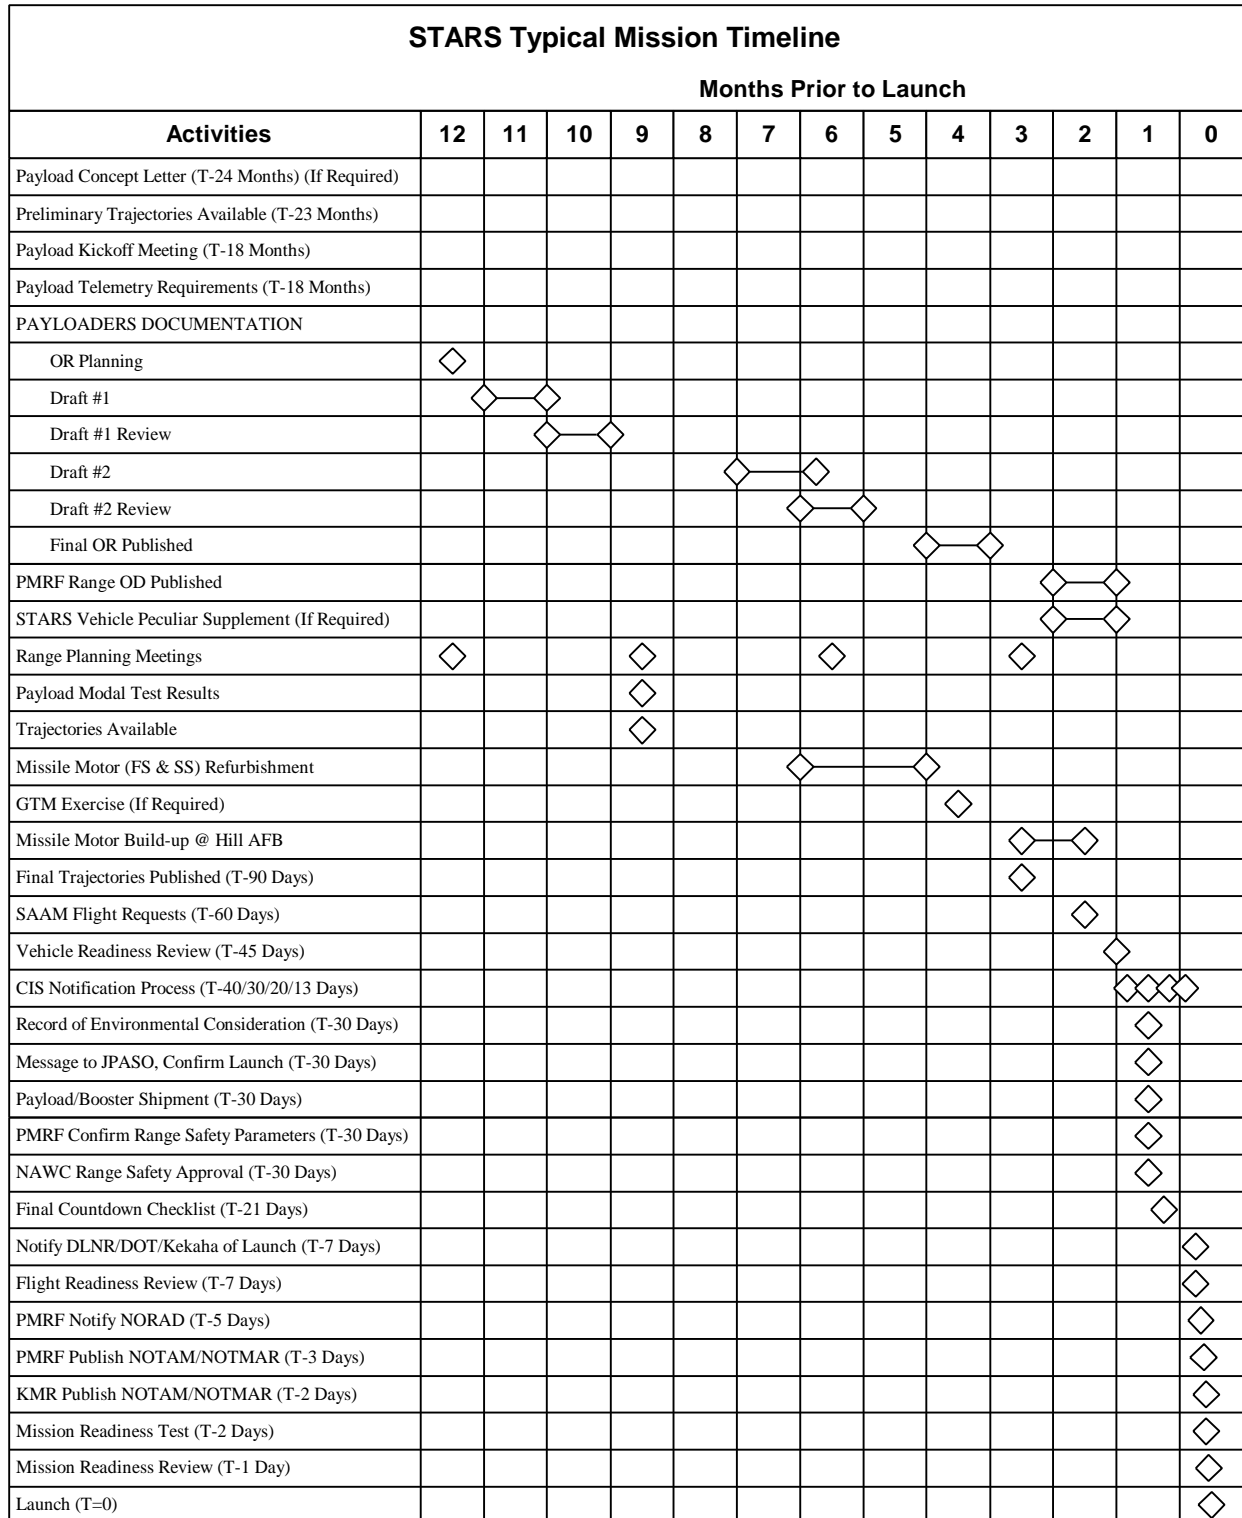 STARS Typical Mission Timeline
Months Prior to Launch
Activities 12 11 10 9 8 7 6 5 4 3 2 1 0
Payload Concept Letter (T-24 Months) (If Required)
Preliminary Trajectories Available (T-23 Months)
Payload Kickoff Meeting (T-18 Months)
Payload Telemetry Requirements (T-18 Months)
PAYLOADERS DOCUMENTATION
OR Planning
Draft #1
Draft #1 Review
Draft #2
Draft #2 Review
Final OR Published
PMRF Range OD Published
STARS Vehicle Peculiar Supplement (If Required)
Range Planning Meetings
Payload Modal Test Results
Trajectories Available
Missile Motor (FS & SS) Refurbishment
GTM Exercise (If Required)
Missile Motor Build-up @ Hill AFB
Final Trajectories Published (T-90 Days)
SAAM Flight Requests (T-60 Days)
Vehicle Readiness Review (T-45 Days)
CIS Notification Process (T-40/30/20/13 Days)
Record of Environmental Consideration (T-30 Days)
Message to JPASO, Confirm Launch (T-30 Days)
Payload/Booster Shipment (T-30 Days)
PMRF Confirm Range Safety Parameters (T-30 Days)
NAWC Range Safety Approval (T-30 Days)
Final Countdown Checklist (T-21 Days)
Notify DLNR/DOT/Kekaha of Launch (T-7 Days)
Flight Readiness Review (T-7 Days)
PMRF Notify NORAD (T-5 Days)
PMRF Publish NOTAM/NOTMAR (T-3 Days)
KMR Publish NOTAM/NOTMAR (T-2 Days)
Mission Readiness Test (T-2 Days)
Mission Readiness Review (T-1 Day)
Launch (T=0)